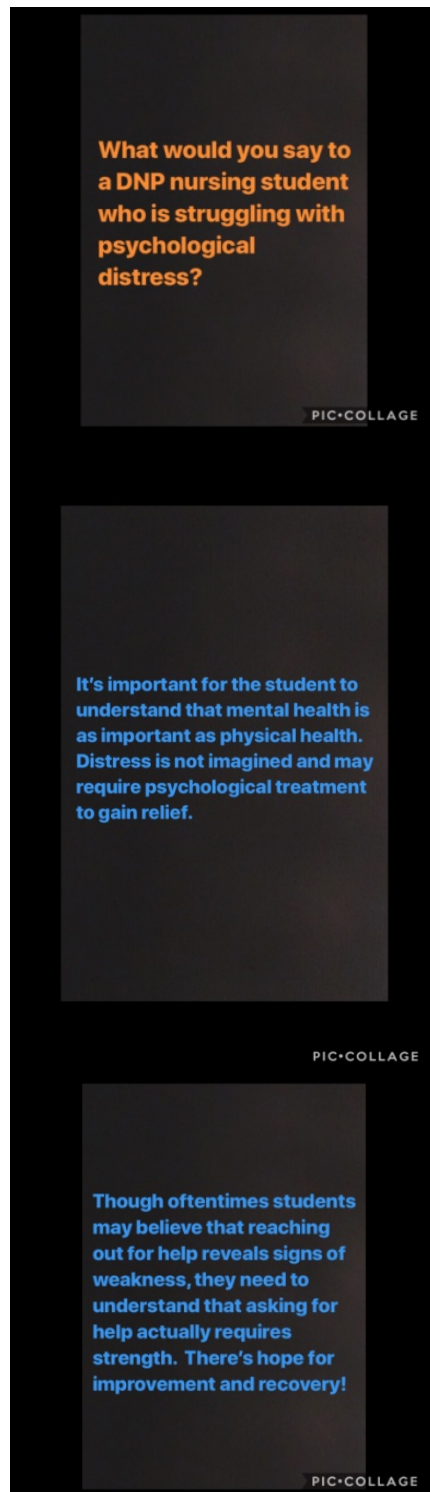 What would you say to
a DNP nursing student
who is struggling with
psychological
distress?
PIC•COLLAGE
It's important for the student to
understand that mental health is
as important as physical health.
Distress is not imagined and may
require psychological treatment
to gain relief.
PIC•COLLAGE
Though oftentimes students
may believe that reaching
out for help reveals signs of
weakness, they need to
understand that asking for
help actually requires
strength.  There's hope for
improvement and recovery!
PIC•COLLAGE